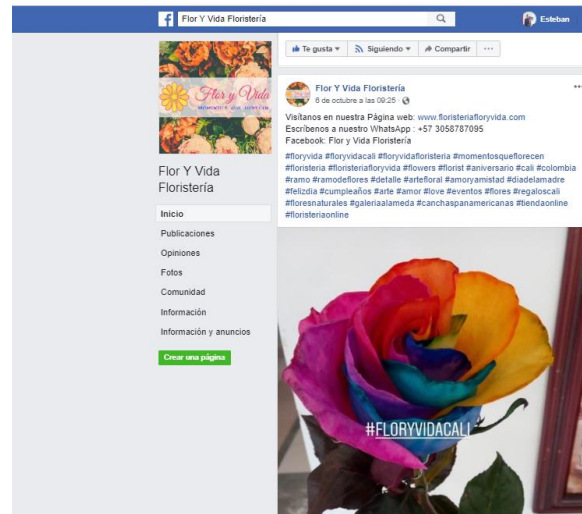 Flor Y Vida Floristería
Esteban
Flor y Vida
Te gusta
Siguiendo
Compartir
Flor Y Vida Floristería
6 de octubre a las 09:25
Visítanos en nuestra Página web: www.floristeriafloryvida.com
Escríbenos a nuestro WhatsApp : +57 3058787095
Facebook: Flor y Vida Floristería
#floryvida #floryvidacali #floryvidafloristeria #momentosqueflorecen
#floristeria #floristeriafloryvida #flowers #florist #aniversario #cali #colombia
#ramo #ramodeflores #detalle #artefloral #amoryamistad #diadelamadre
#felizdia #cumpleaños #arte #amor #love #eventos #flores #regaloscali
#floresnaturales #galeriaalameda #canchaspanamericanas #tiendaonline
#floristeriaonline
Flor Y Vida
Floristería
Inicio
Publicaciones
Opiniones
Fotos
Comunidad
Información
Información y anuncios
Crear una página
#FLORYVIDACALI